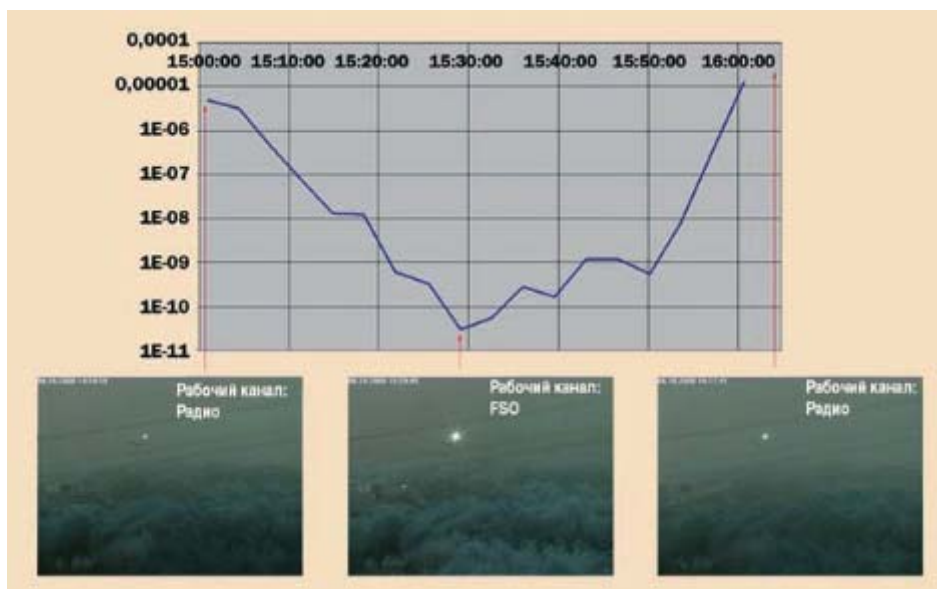 0,0001
15:00:00 15:10:00 15:20:00 15:30:00 15:40:00 15:50:00 16:00:00
0,00001
1E-06
1E-07
1E-08
1E-09
1E-10
1E-11
Рабочий канал:
Радио
Рабочий канал:
FSO
Рабочий канал:
Радио